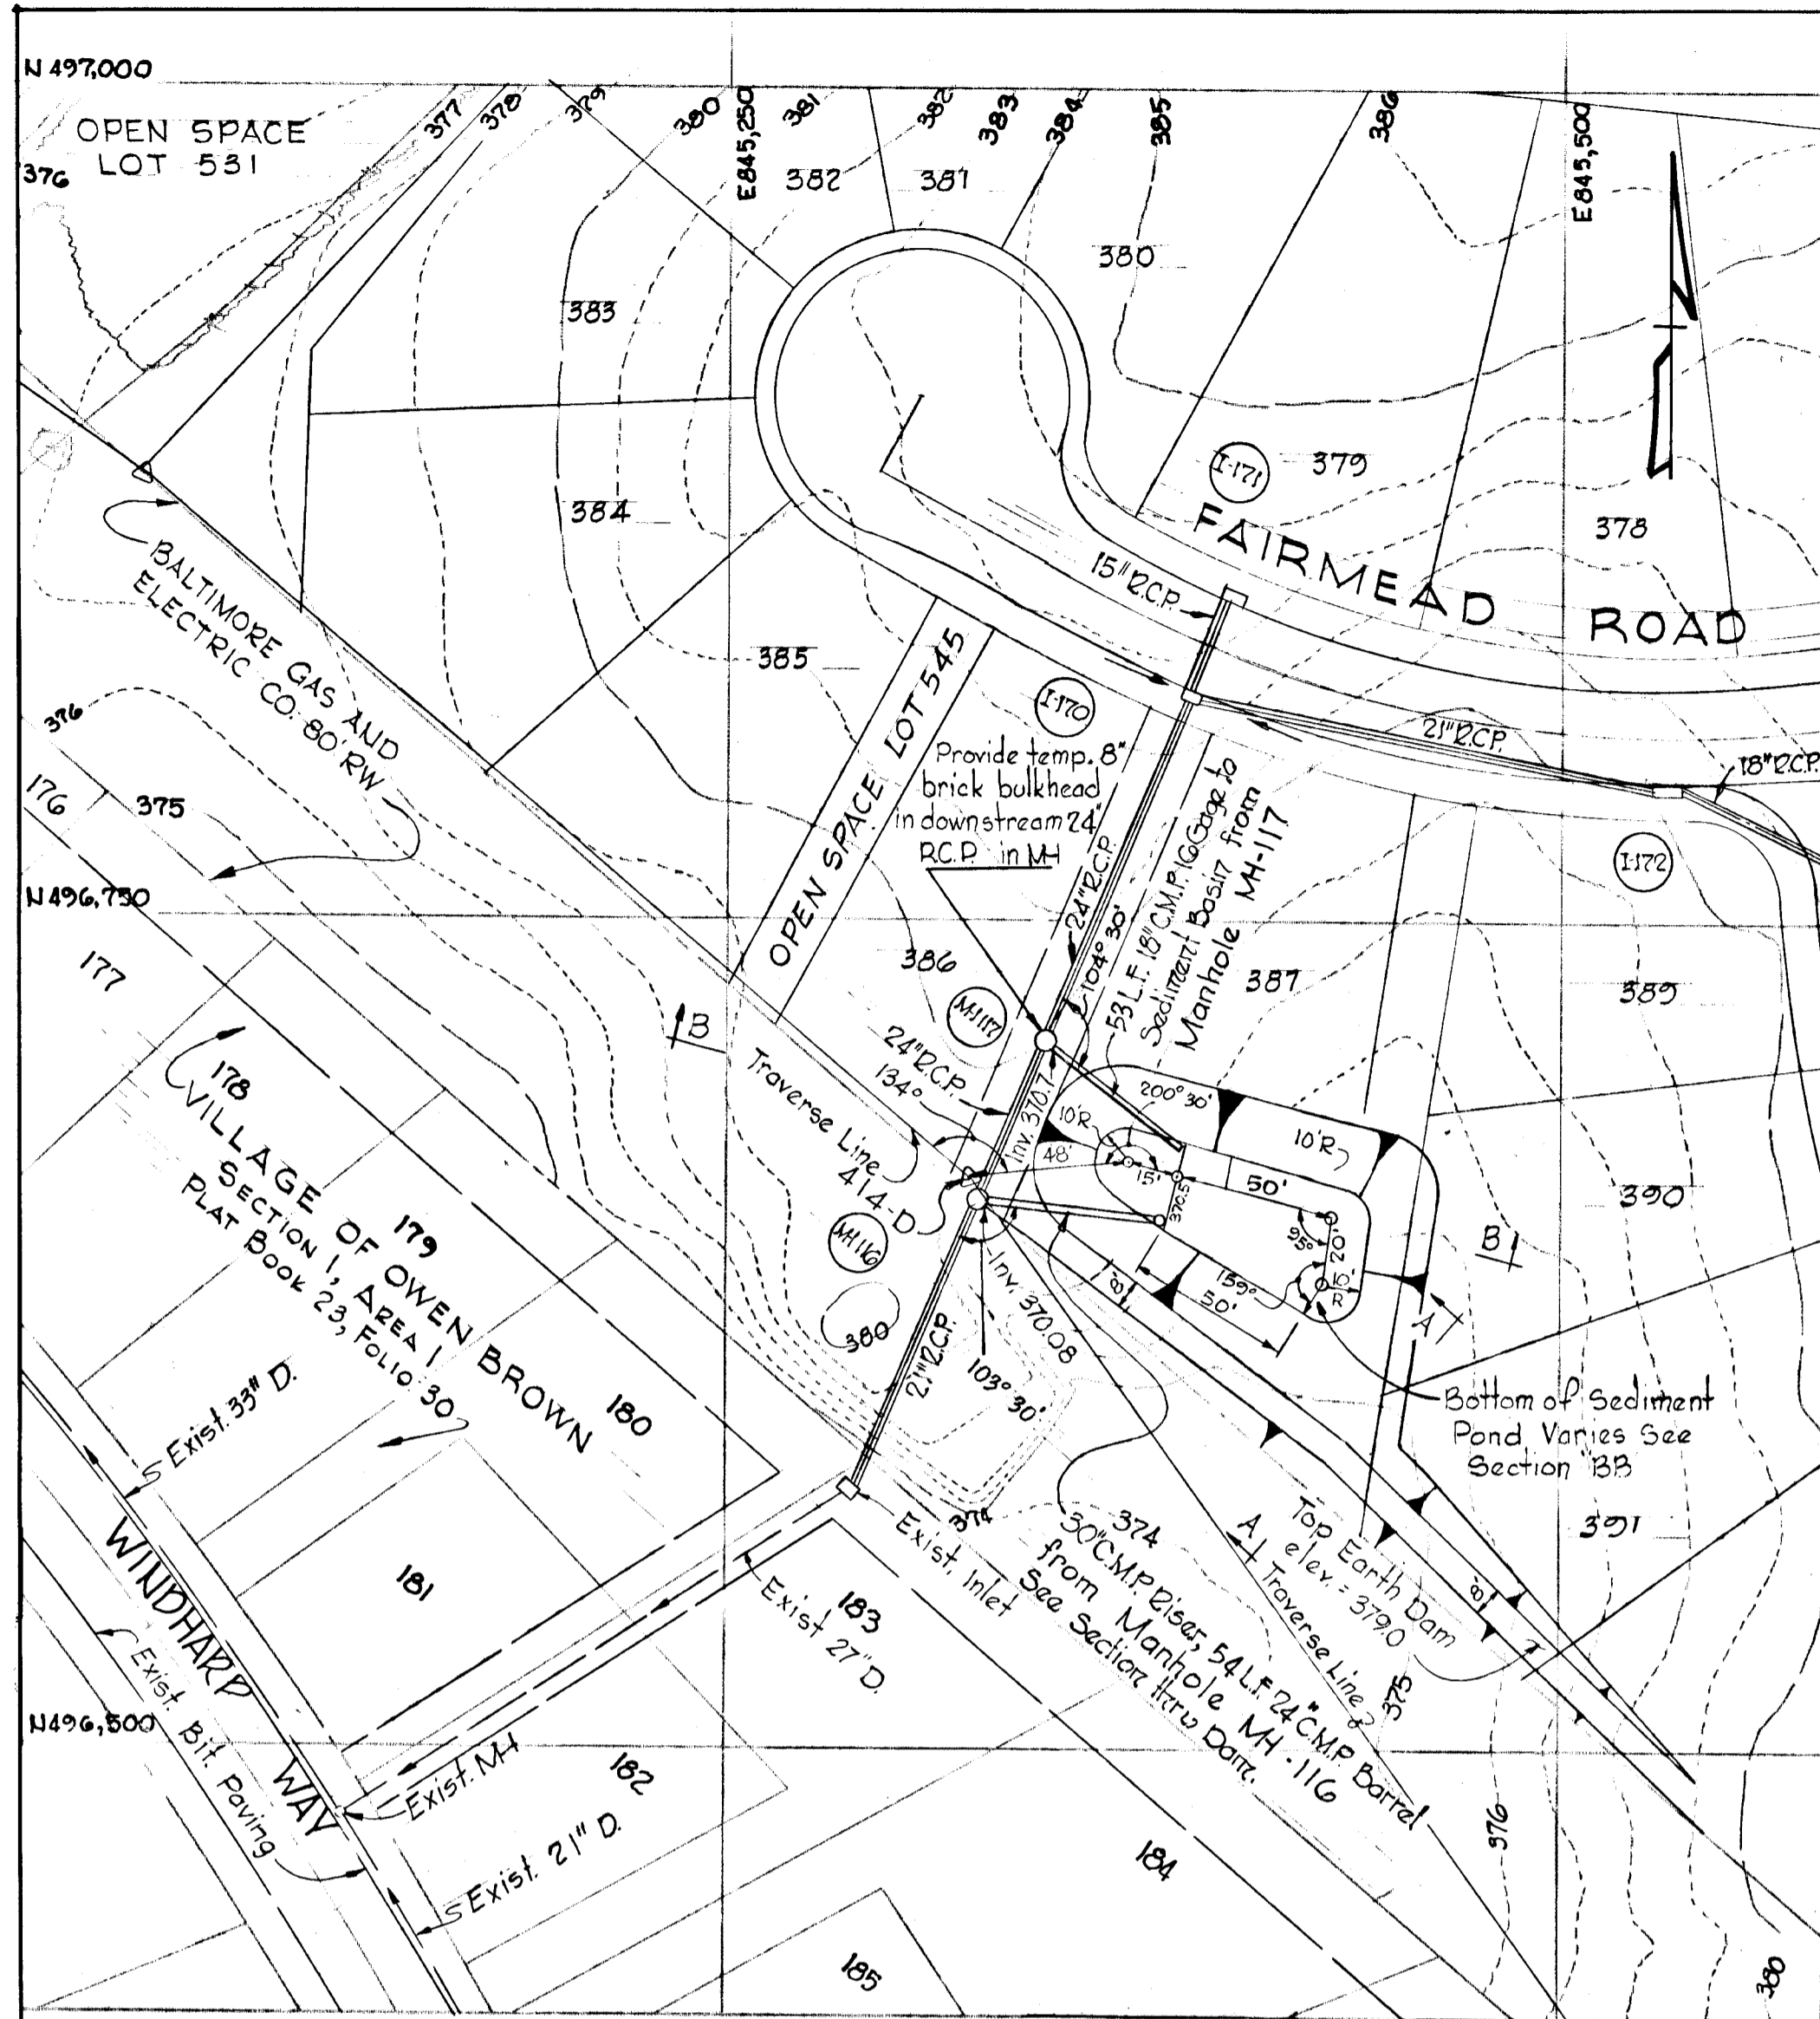 N 497,000
OPEN SPACE
LOT 531
376
377
378
379
380
E 845,250
381
382
383
384
385
386
E 845,500
382
381
380
383
384
379
378
I-171
FAIRMEAD ROAD
15" R.C.P.
BALTIMORE GAS AND
ELECTRIC CO. 80' RW
385
OPEN SPACE LOT 545
I-170
Provide temp. 8"
brick bulkhead
in downstream 24"
R.C.P. in MH
21" R.C.P.
18" R.C.P.
I-172
376
176
375
N 496,750
177
24" R.C.P.
104° 30'
53 L.F. 18" C.M.P. 16 Gage to
Sediment Basin from
Manhole MH-117
386
387
389
MH117
B
24" R.C.P.
134°
Traverse Line
414-D
MH116
Inv. 370.7
200° 30'
10'R
10'R
48'
15'
50'
370.5
95°
20'
10'
R
159°
50'
8'
390
B
A
178
VILLAGE OF OWEN BROWN
SECTION 1, AREA 1
PLAT BOOK 23, FOLIO 30
179
180
380
21" R.C.P.
Inv. 370.08
103° 30'
Bottom of Sediment
Pond Varies See
Section BB
391
Exist. 33" D.
WINDHARP WAY
181
Exist. Bit. Paving
374
Exist. Inlet
374
30" C.M.P. Riser, 54 L.F. 24" C.M.P. Barrel
from Manhole MH-116
See Section thru Dam.
A
Traverse Line
Top Earth Dam
elev. = 379.0
8'
375
183
Exist 27" D.
N496,500
Exist. MH
182
Exist. 21" D.
184
376
185
380